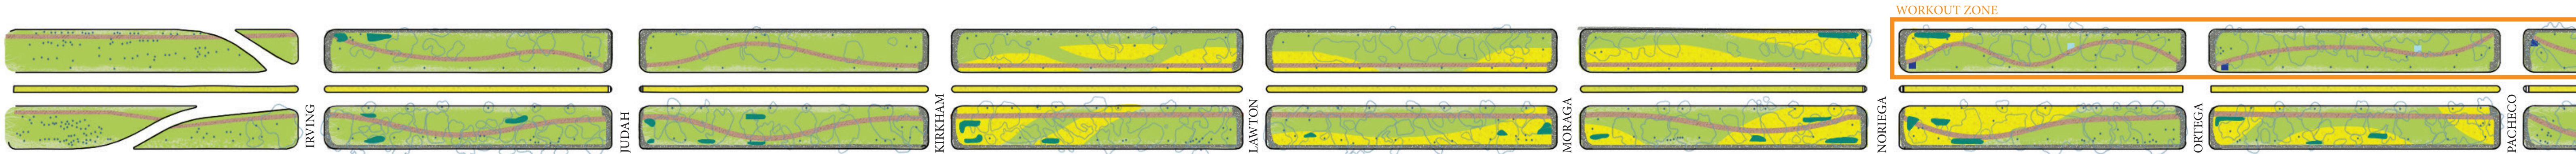 WORKOUT ZONE
IRVING
JUDAH
KIRKHAM
LAWTON
MORAGA
NORIEGA
ORTEGA
PACHECO